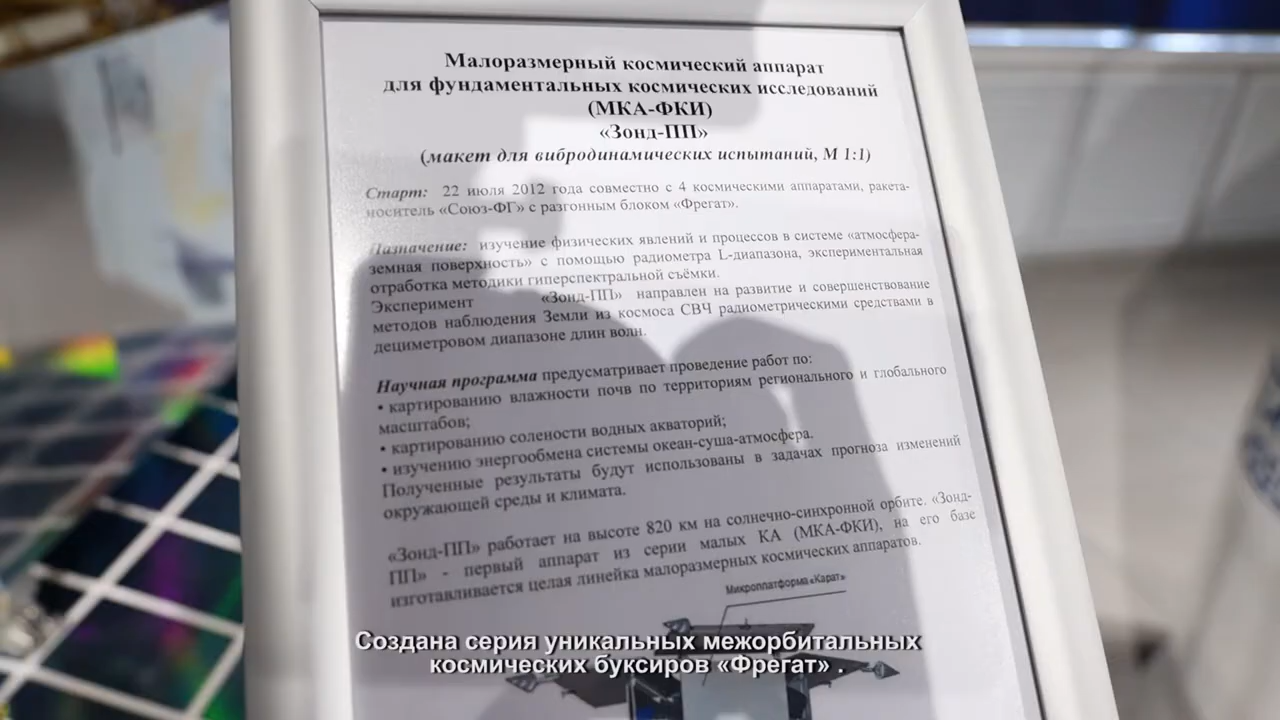 Малоразмерный космический аппарат
для фундаментальных космических исследований
(МКА-ФКИ)
«Зонд-ПП»
(макет для вибродинамических испытаний, М 1:1)
Старт: 22 июля 2012 года совместно с 4 космическими аппаратами, ракета-
носитель «Союз-ФГ» с разгонным блоком «Фрегат».
Назначение: изучение физических явлений и процессов в системе «атмосфера-
земная поверхность» с помощью радиометра L-диапазона, экспериментальная
отработка методики гиперспектральной съёмки.
Эксперимент «Зонд-ПП» направлен на развитие и совершенствование
методов наблюдения Земли из космоса СВЧ радиометрическими средствами в
дециметровом диапазоне длин волн.
Научная программа предусматривает проведение работ по:
• картированию влажности почв по территориям регионального и глобального
масштабов;
• картированию солености водных акваторий;
• изучению энергообмена системы океан-суша-атмосфера.
Полученные результаты будут использованы в задачах прогноза изменений
окружающей среды и климата.
«Зонд-ПП» работает на высоте 820 км на солнечно-синхронной орбите. «Зонд-
ПП» - первый аппарат из серии малых КА (МКА-ФКИ), на его базе
изготавливается целая линейка малоразмерных космических аппаратов.
Микроплатформа «Карат»
Создана серия уникальных межорбитальных
космических буксиров «Фрегат» .